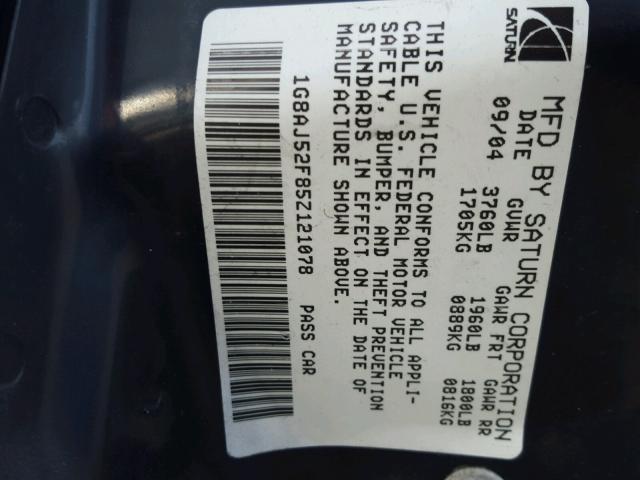 SATURN
MFD BY SATURN CORPORATION
DATE GVWR GAWR FRT GAWR RR
09/04 3760LB 1960LB 1800LB
1705KG 0889KG 0816KG
THIS VEHICLE CONFORMS TO ALL APPLI-
CABLE U.S. FEDERAL MOTOR VEHICLE
SAFETY, BUMPER, AND THEFT PREVENTION
STANDARDS IN EFFECT ON THE DATE OF
MANUFACTURE SHOWN ABOVE.
1G8AJ52F85Z121078 PASS CAR